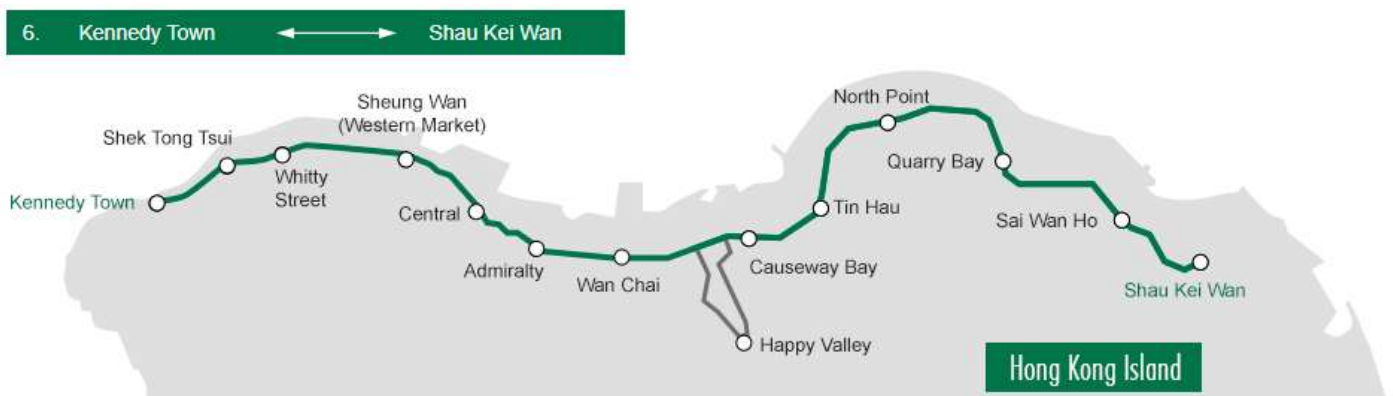 6. Kennedy Town Shau Kei Wan
Sheung Wan
(Western Market)
North Point
Shek Tong Tsui
Quarry Bay
Whitty
Street
Kennedy Town
Central
Tin Hau
Sai Wan Ho
Admiralty
Wan Chai
Causeway Bay
Shau Kei Wan
Happy Valley
Hong Kong Island